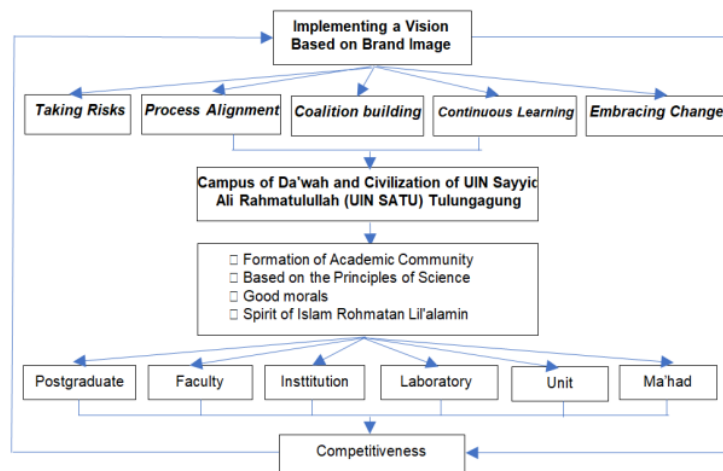 Implementing a Vision
Based on Brand Image
Taking Risks
Process Alignment
Coalition building
Continuous Learning
Embracing Change
Campus of Da'wah and Civilization of UIN Sayyid
Ali Rahmatulullah (UIN SATU) Tulungagung
Formation of Academic Community
Based on the Principles of Science
Good morals
Spirit of Islam Rohmatan Lil'alamin
Postgraduate
Faculty
Insttitution
Laboratory
Unit
Ma'had
Competitiveness